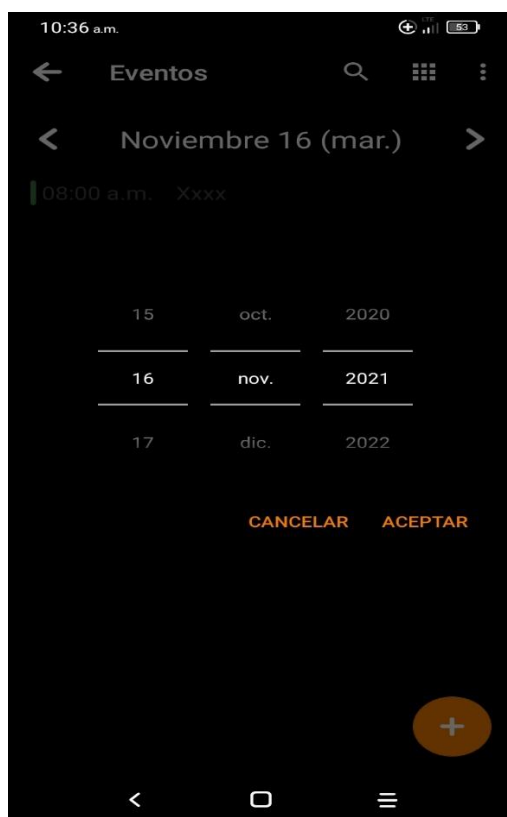 10:36 a.m. LTE 53
Eventos
Noviembre 16 (mar.)
08:00 a.m. Xxxx
15 oct. 2020
16 nov. 2021
17 dic. 2022
CANCELAR ACEPTAR